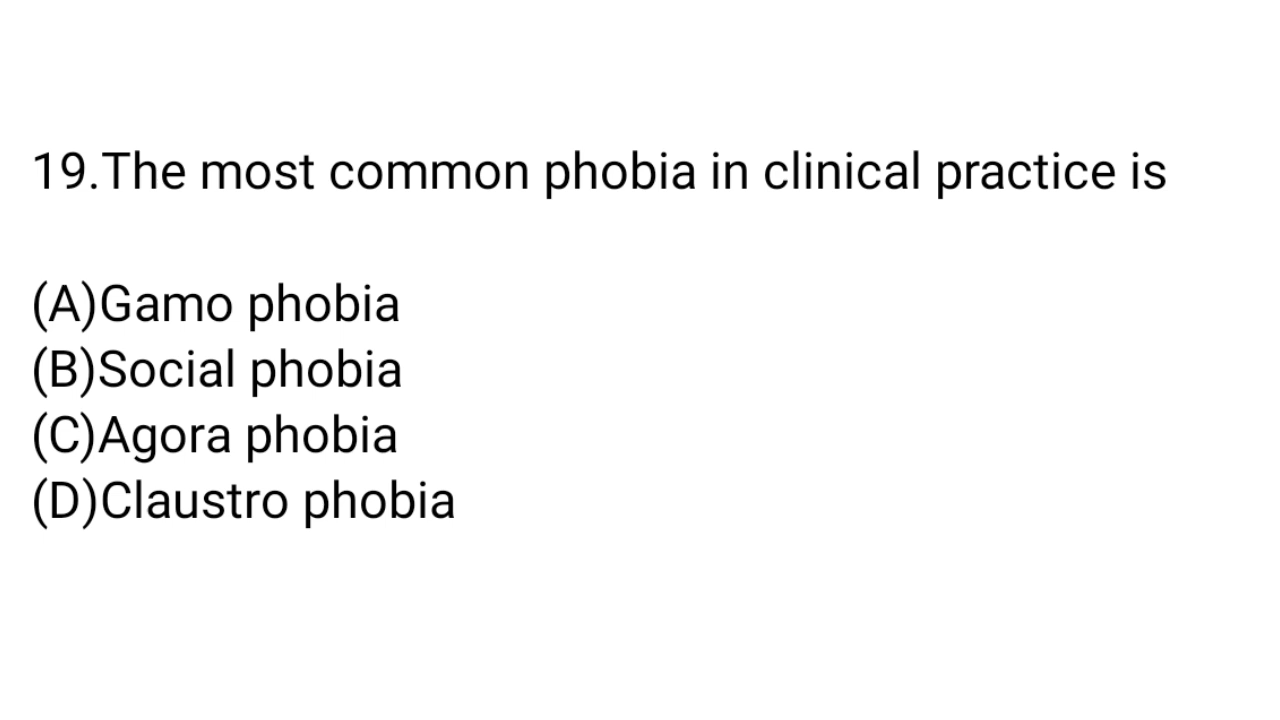 19.The most common phobia in clinical practice is
(A)Gamo phobia
(B)Social phobia
(C)Agora phobia
(D)Claustro phobia